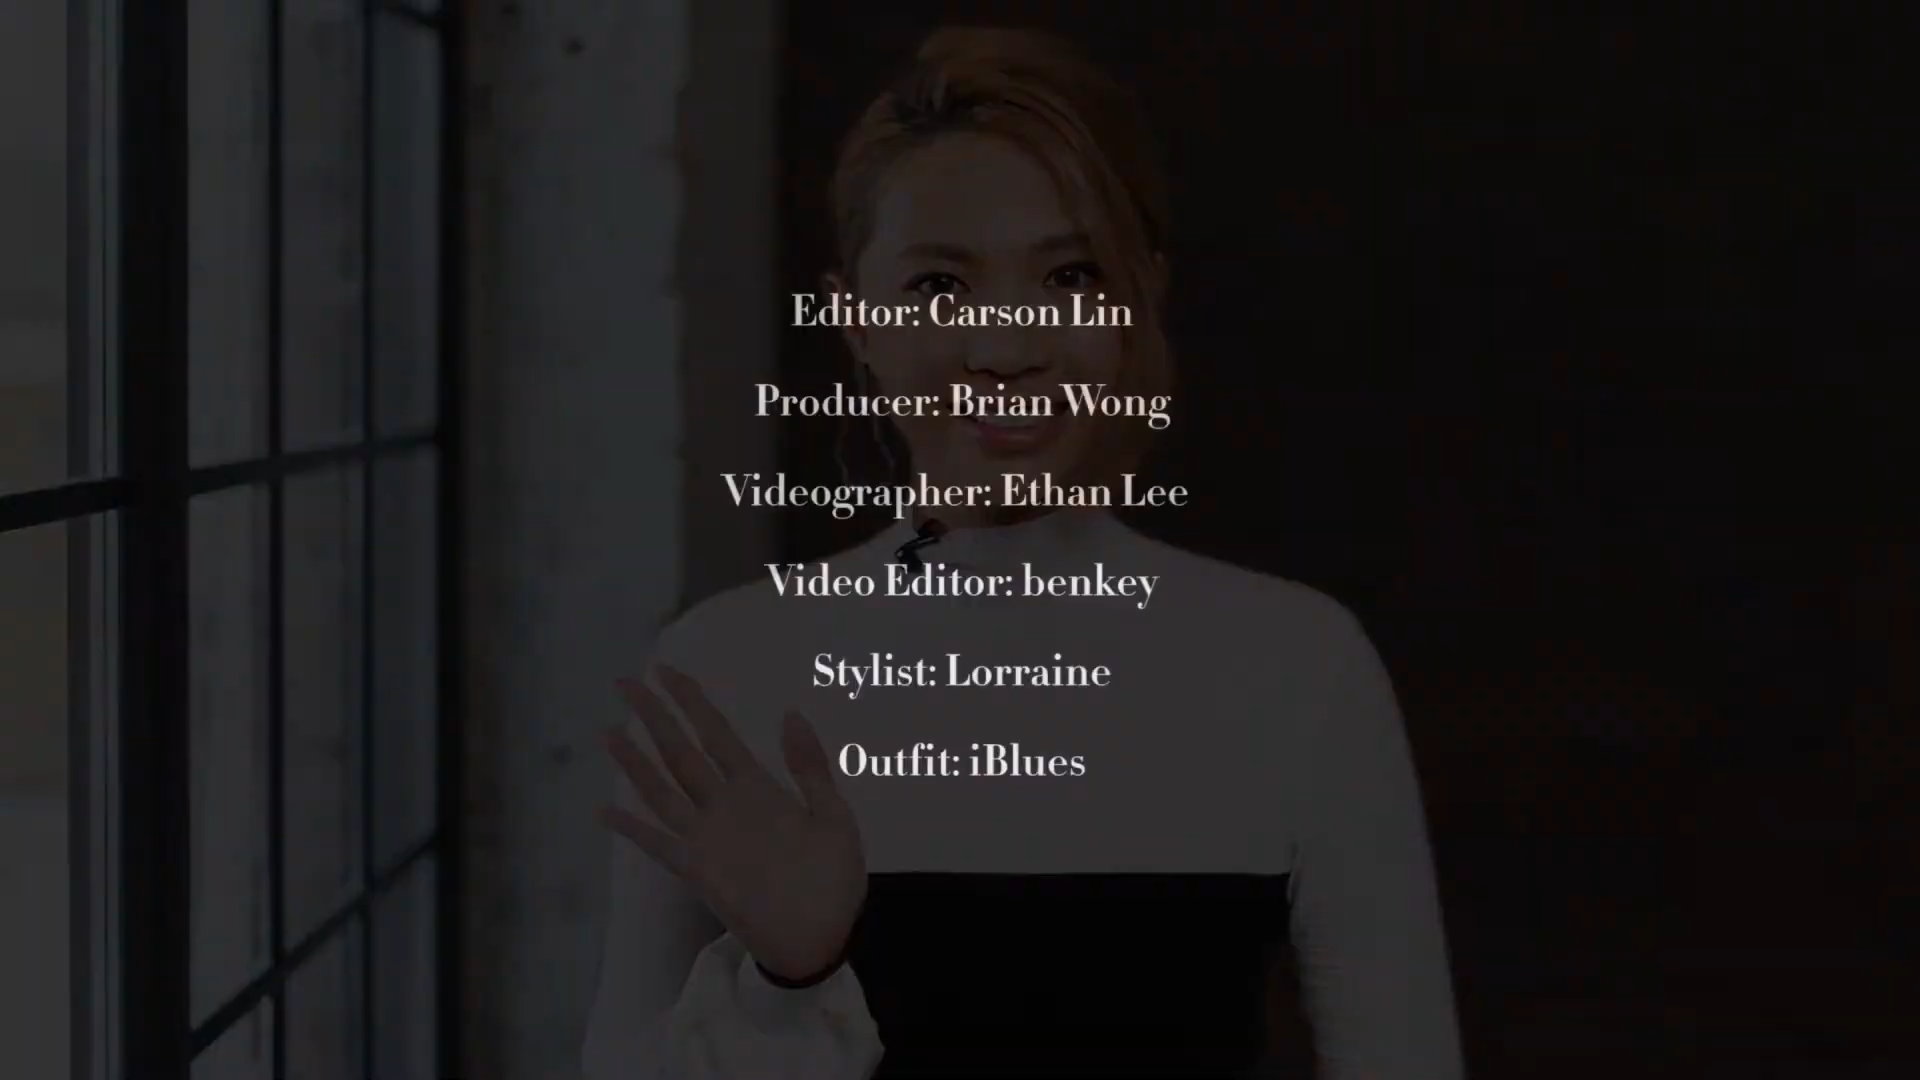 Editor: Carson Lin
Producer: Brian Wong
Videographer: Ethan Lee
Video Editor: benkey
Stylist: Lorraine
Outfit: iBlues